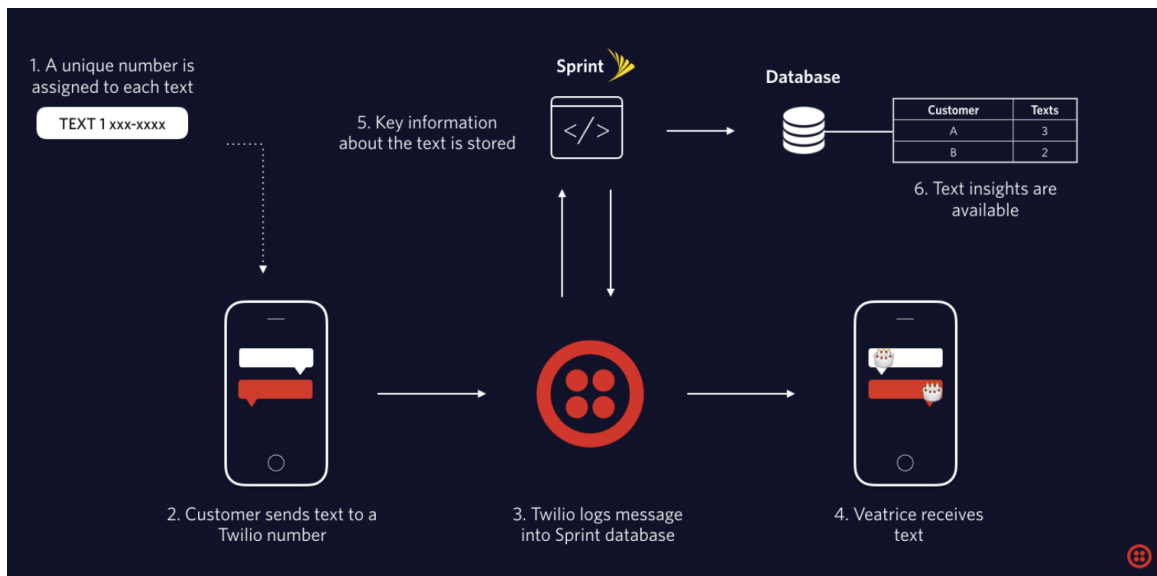 1. A unique number is
assigned to each text
TEXT 1 xxx-xxxx
Sprint
5. Key information
about the text is stored
</>
Database
Customer Texts
A 3
B 2
6. Text insights are
available
2. Customer sends text to a
Twilio number
3. Twilio logs message
into Sprint database
4. Veatrice receives
text